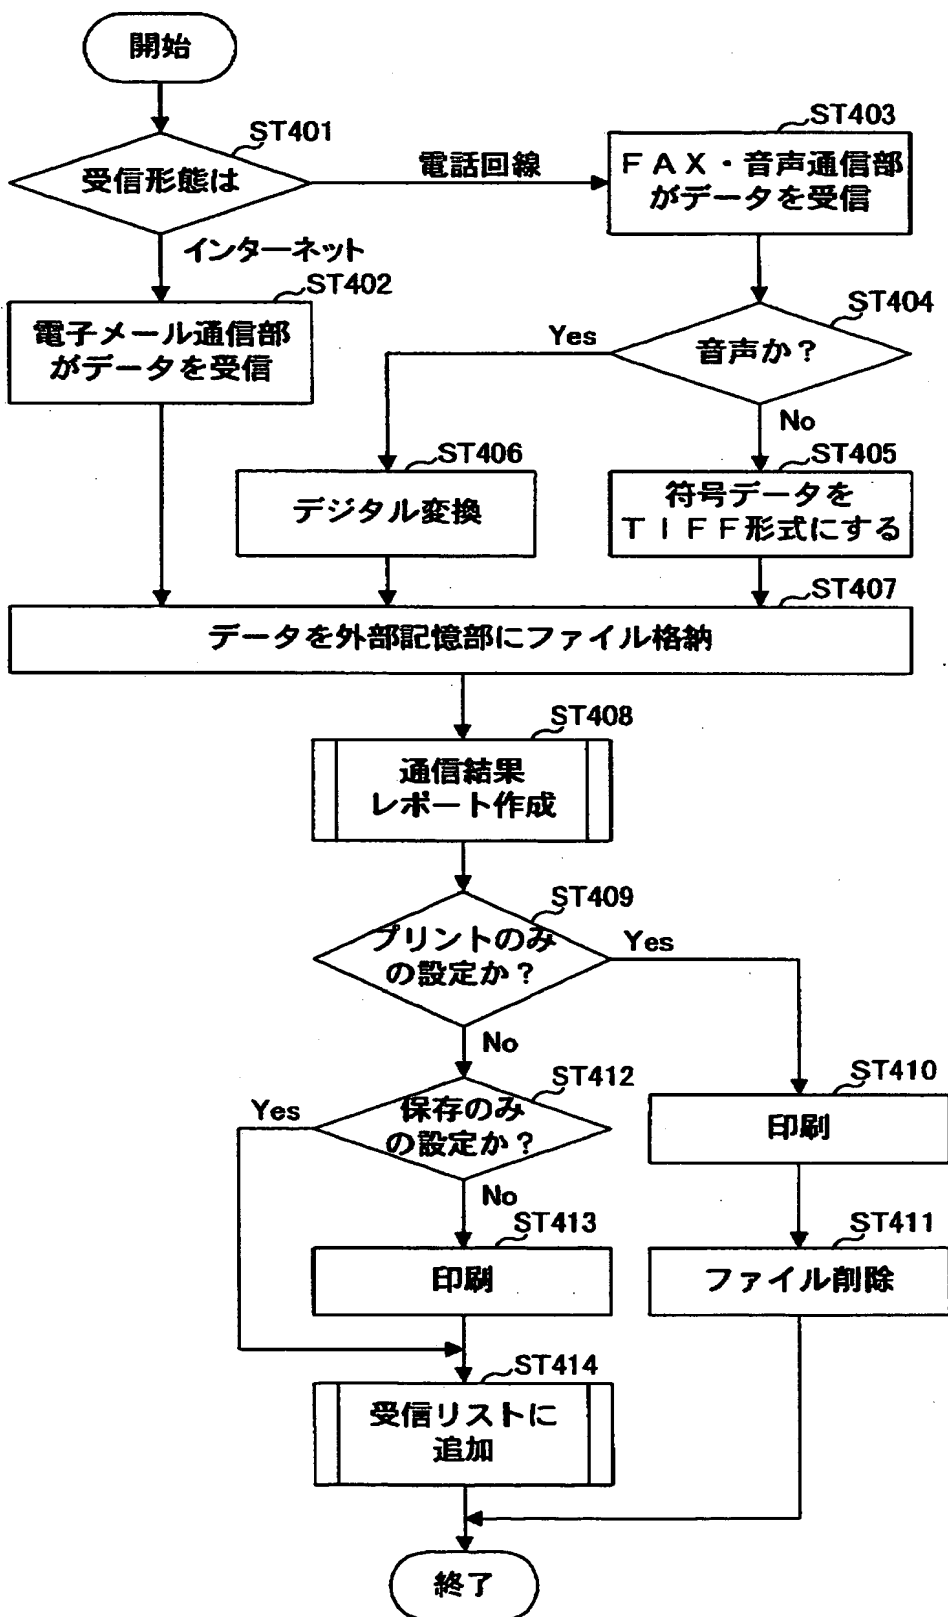 開始
ST401
受信形態は
電話回線
ST403
ＦＡＸ・音声通信部
がデータを受信
インターネット
ST402
電子メール通信部
がデータを受信
ST404
音声か？
Yes
No
ST406
デジタル変換
ST405
符号データを
ＴＩＦＦ形式にする
ST407
データを外部記憶部にファイル格納
ST408
通信結果
レポート作成
ST409
プリントのみ
の設定か？
Yes
No
ST412
保存のみ
の設定か？
Yes
No
ST410
印刷
ST413
印刷
ST411
ファイル削除
ST414
受信リストに
追加
終了